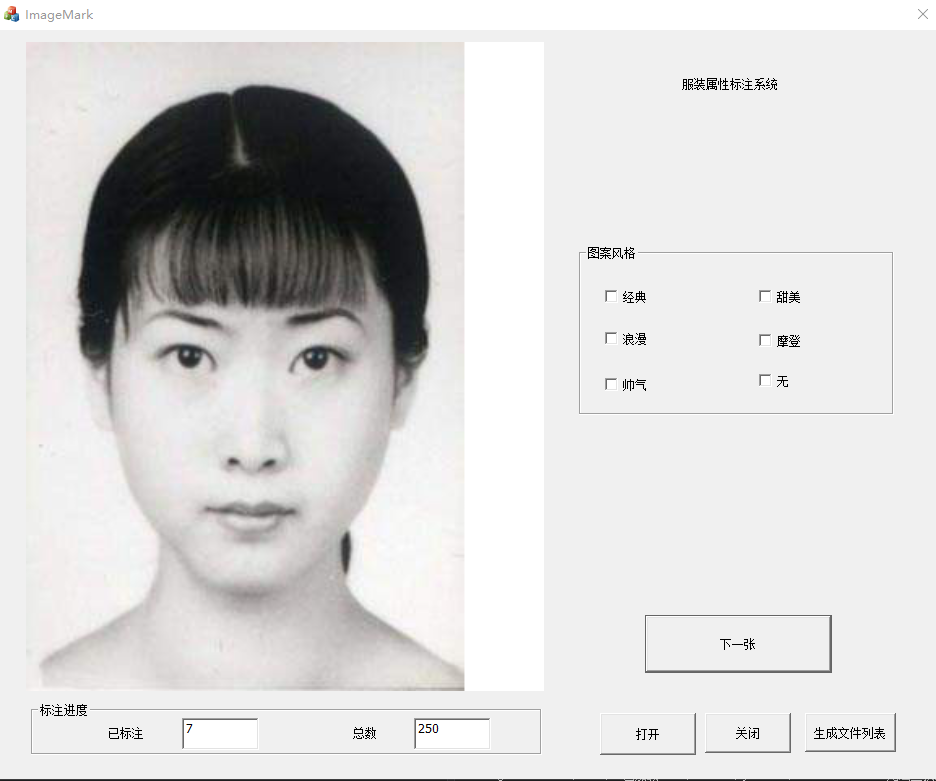 ImageMark
服装属性标注系统
图案风格
经典
甜美
浪漫
摩登
帅气
无
下一张
标注进度
已标注
7
总数
250
打开
关闭
生成文件列表